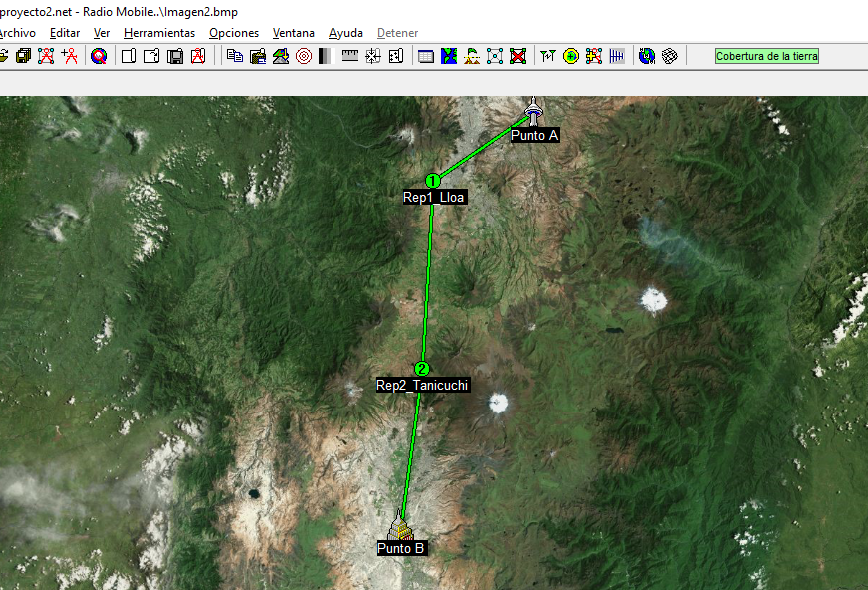 proyecto2.net - Radio Mobile..\Imagen2.bmp
Archivo Editar Ver Herramientas Opciones Ventana Ayuda Detener
Cobertura de la tierra
Punto A
1
Rep1_Lloa
2
Rep2_Tanicuchi
Punto B